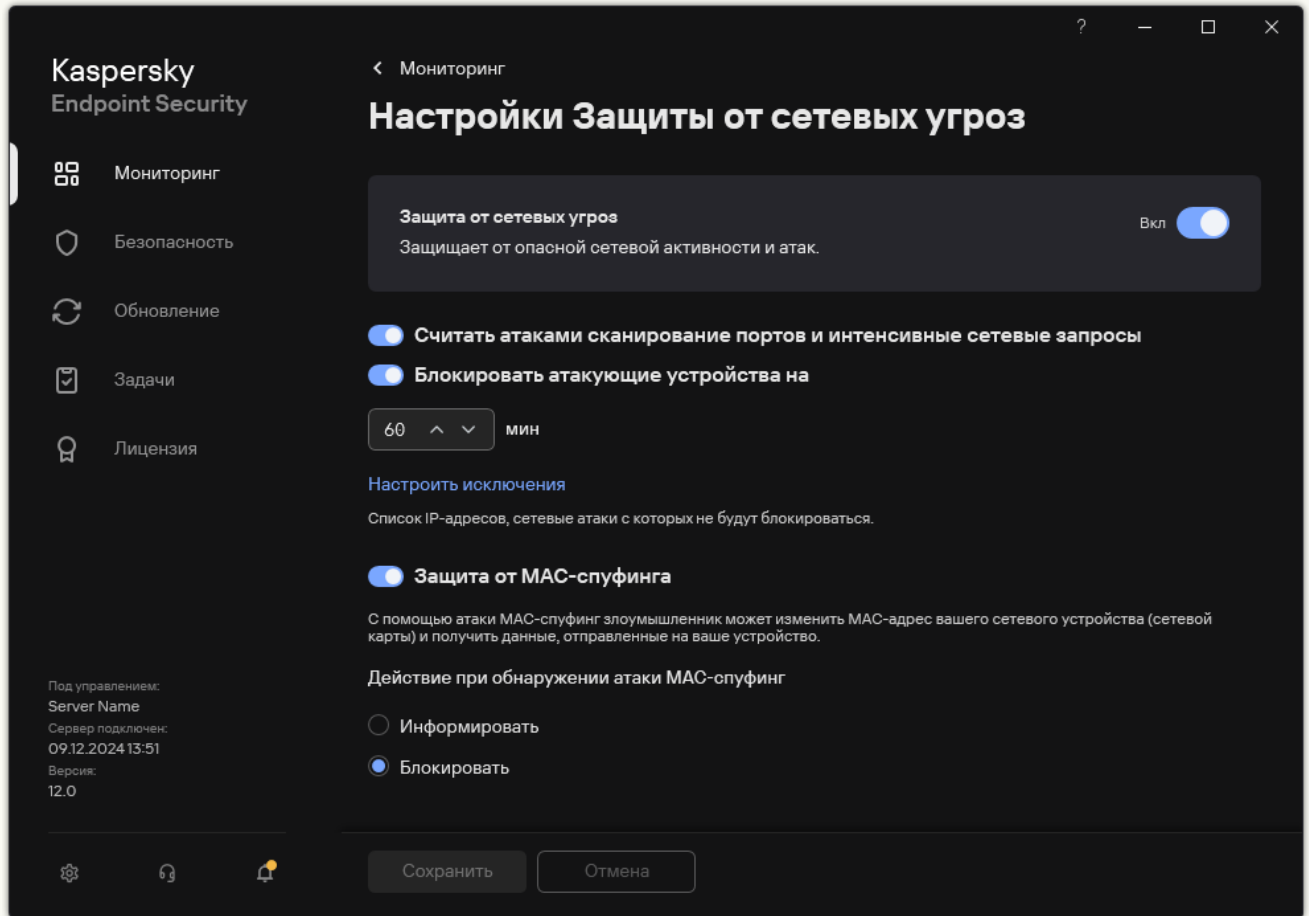 Kaspersky
Endpoint Security
Мониторинг
Безопасность
Обновление
Задачи
Лицензия
Под управлением:
Server Name
Сервер подключен:
09.12.2024 13:51
Версия:
12.0
?
Мониторинг
Настройки Защиты от сетевых угроз
Защита от сетевых угроз
Защищает от опасной сетевой активности и атак.
Вкл
Считать атаками сканирование портов и интенсивные сетевые запросы
Блокировать атакующие устройства на
60 мин
Настроить исключения
Список IP-адресов, сетевые атаки с которых не будут блокироваться.
Защита от MAC-спуфинга
С помощью атаки MAC-спуфинг злоумышленник может изменить MAC-адрес вашего сетевого устройства (сетевой
карты) и получить данные, отправленные на ваше устройство.
Действие при обнаружении атаки MAC-спуфинг
Информировать
Блокировать
Сохранить
Отмена